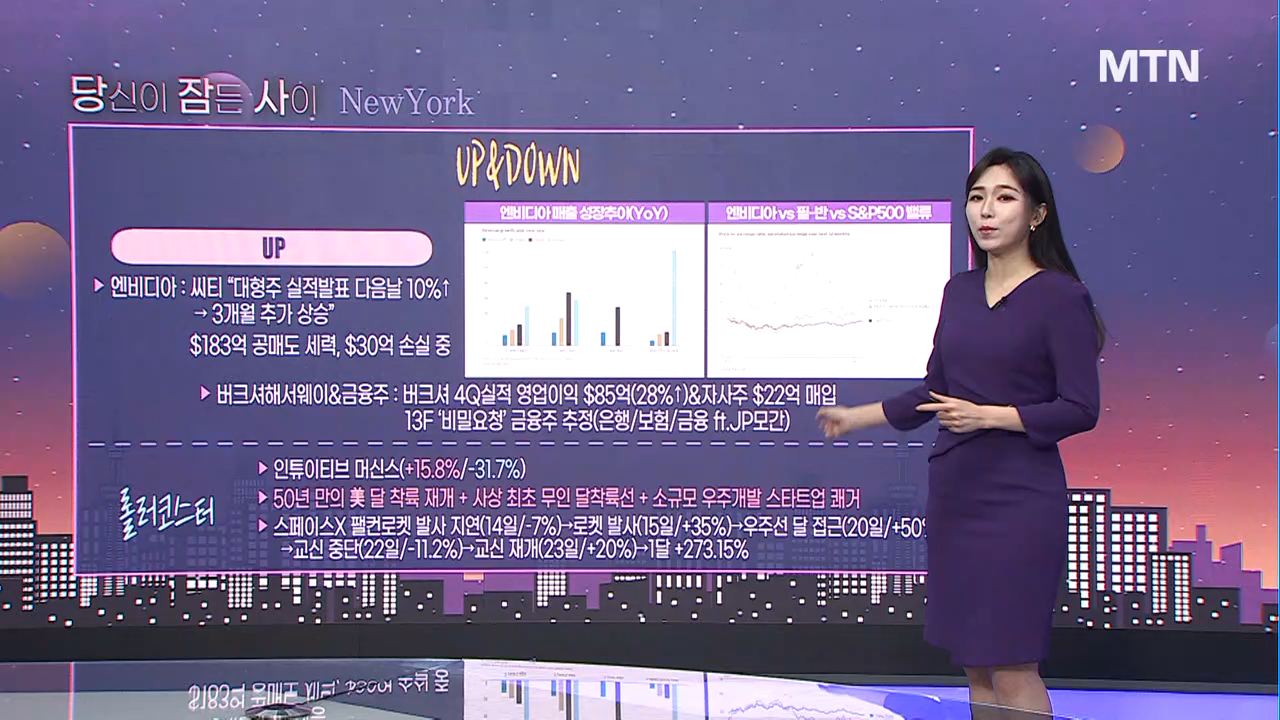 당신이 잠든 사이 NewYork
MTN
UP&DOWN
엔비디아 매출 성장추이(YoY)
엔비디아 vs 필-반 vs S&P500 밸류
UP
▶ 엔비디아 : 씨티 “대형주 실적발표 다음날 10%↑
→ 3개월 추가 상승”
$183억 공매도 세력, $30억 손실 중
▶ 버크셔해서웨이&금융주 : 버크셔 4Q실적 영업이익 $85억(28%↑)&자사주 $22억 매입
13F ‘비밀요청’ 금융주 추정(은행/보험/금융 ft.JP모간)
롤러코스터
▶ 인튜이티브 머신스(+15.8%/-31.7%)
▶ 50년 만의 美 달 착륙 재개 + 사상 최초 무인 달착륙선 + 소규모 우주개발 스타트업 쾌거
▶ 스페이스X 팰컨로켓 발사 지연(14일/-7%)→로켓 발사(15일/+35%)→우주선 달 접근(20일/+50%
→교신 중단(22일/-11.2%)→교신 재개(23일/+20%)→1달 +273.15%